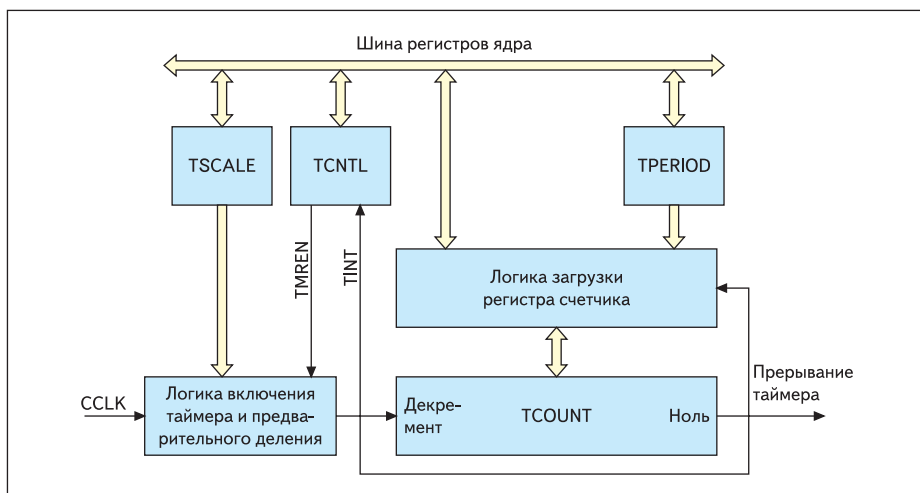 Шина регистров ядра
TSCALE
TCNTL
TPERIOD
TMREN
TINT
Логика загрузки
регистра счетчика
CCLK
Логика включения
таймера и предва-
рительного деления
Декре-
мент
TCOUNT
Ноль
Прерывание
таймера